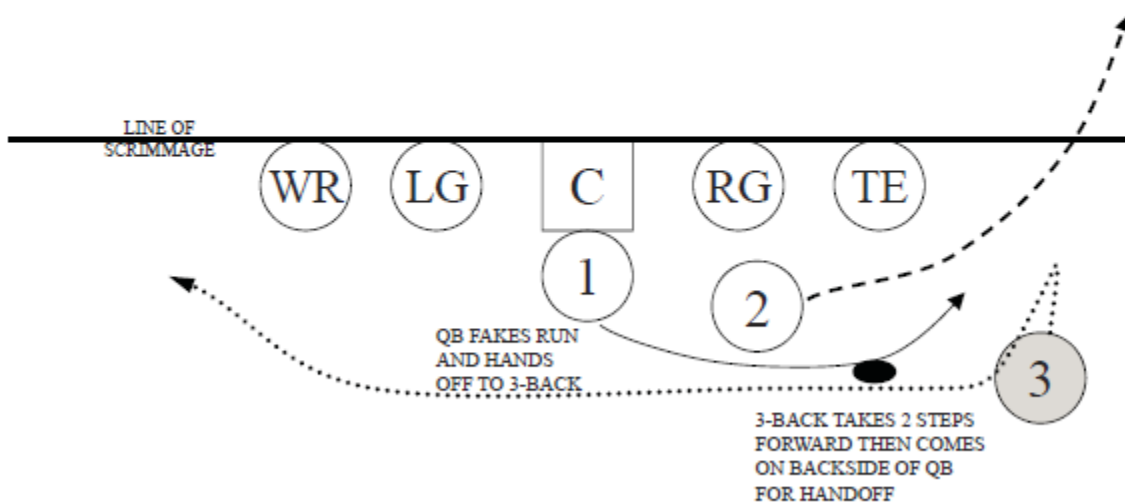 LINE OF
SCRIMMAGE
WR
LG
C
RG
TE
1
2
QB FAKES RUN
AND HANDS
OFF TO 3-BACK
3
3-BACK TAKES 2 STEPS
FORWARD THEN COMES
ON BACKSIDE OF QB
FOR HANDOFF